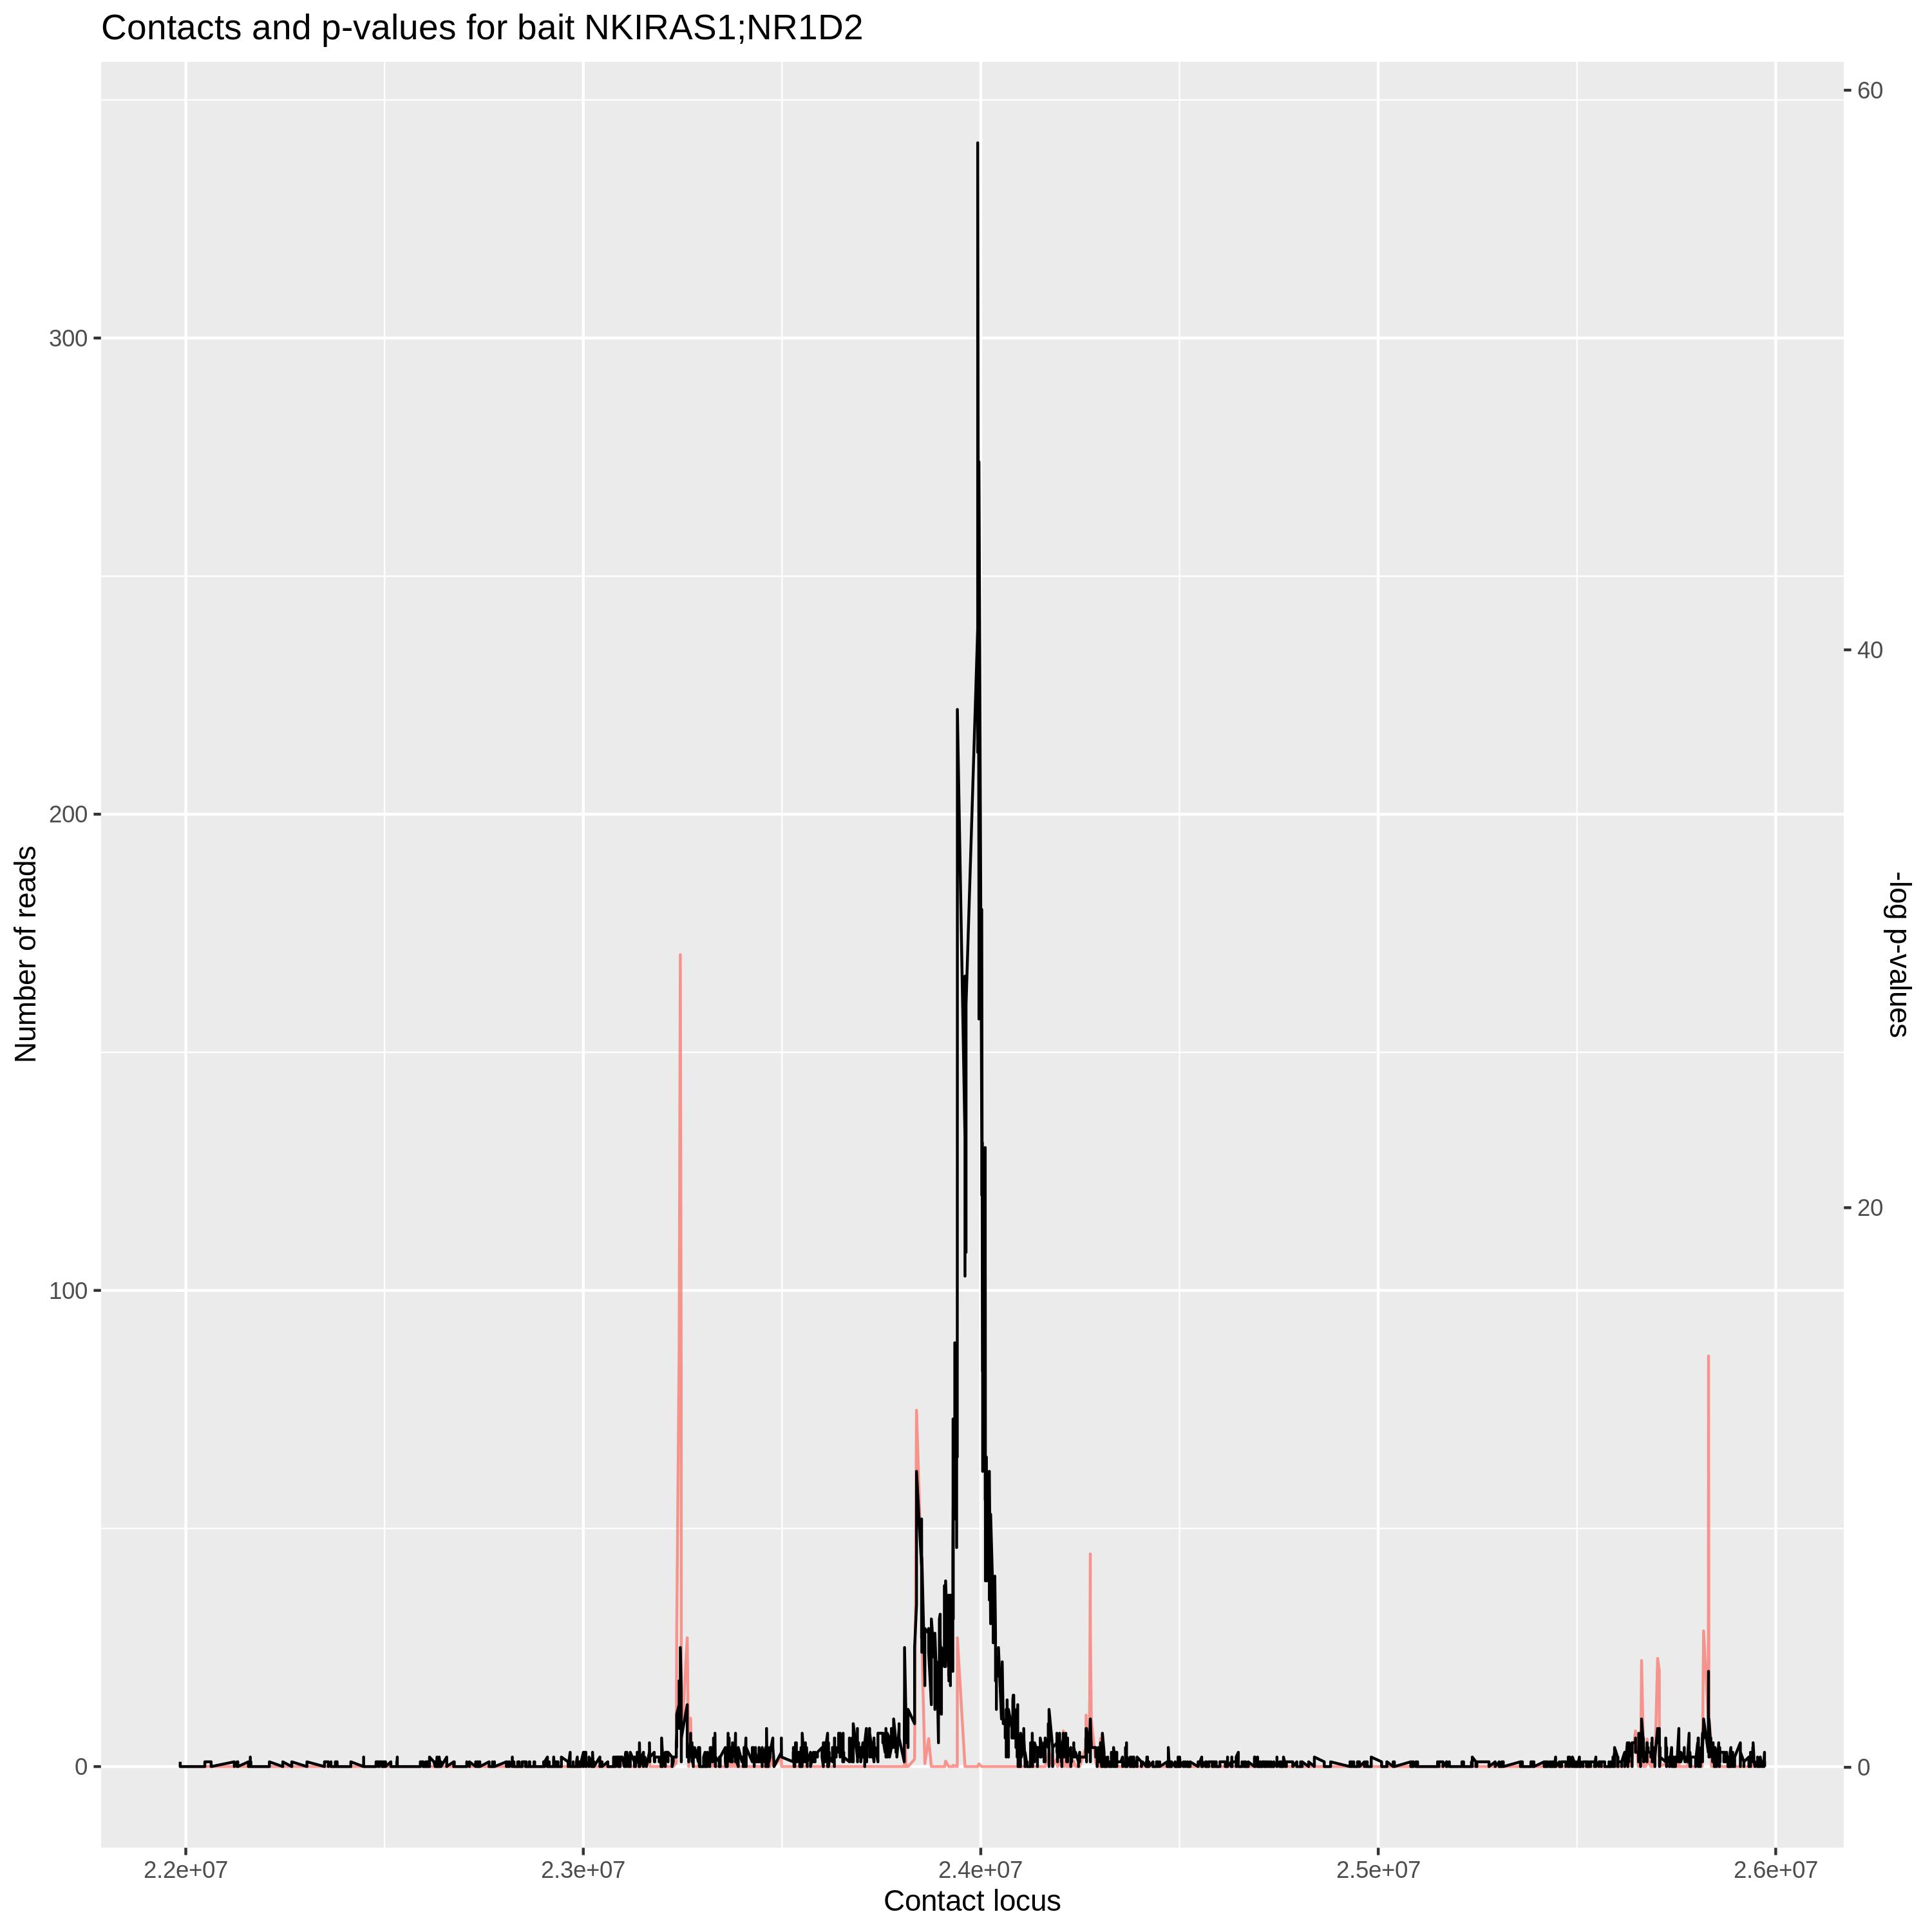 Contacts and p-values for bait NKIRAS1;NR1D2
60
300
40
200
20
100
0
0
Number of reads
-log p-values
2.2e+07
2.3e+07
2.4e+07
2.5e+07
2.6e+07
Contact locus